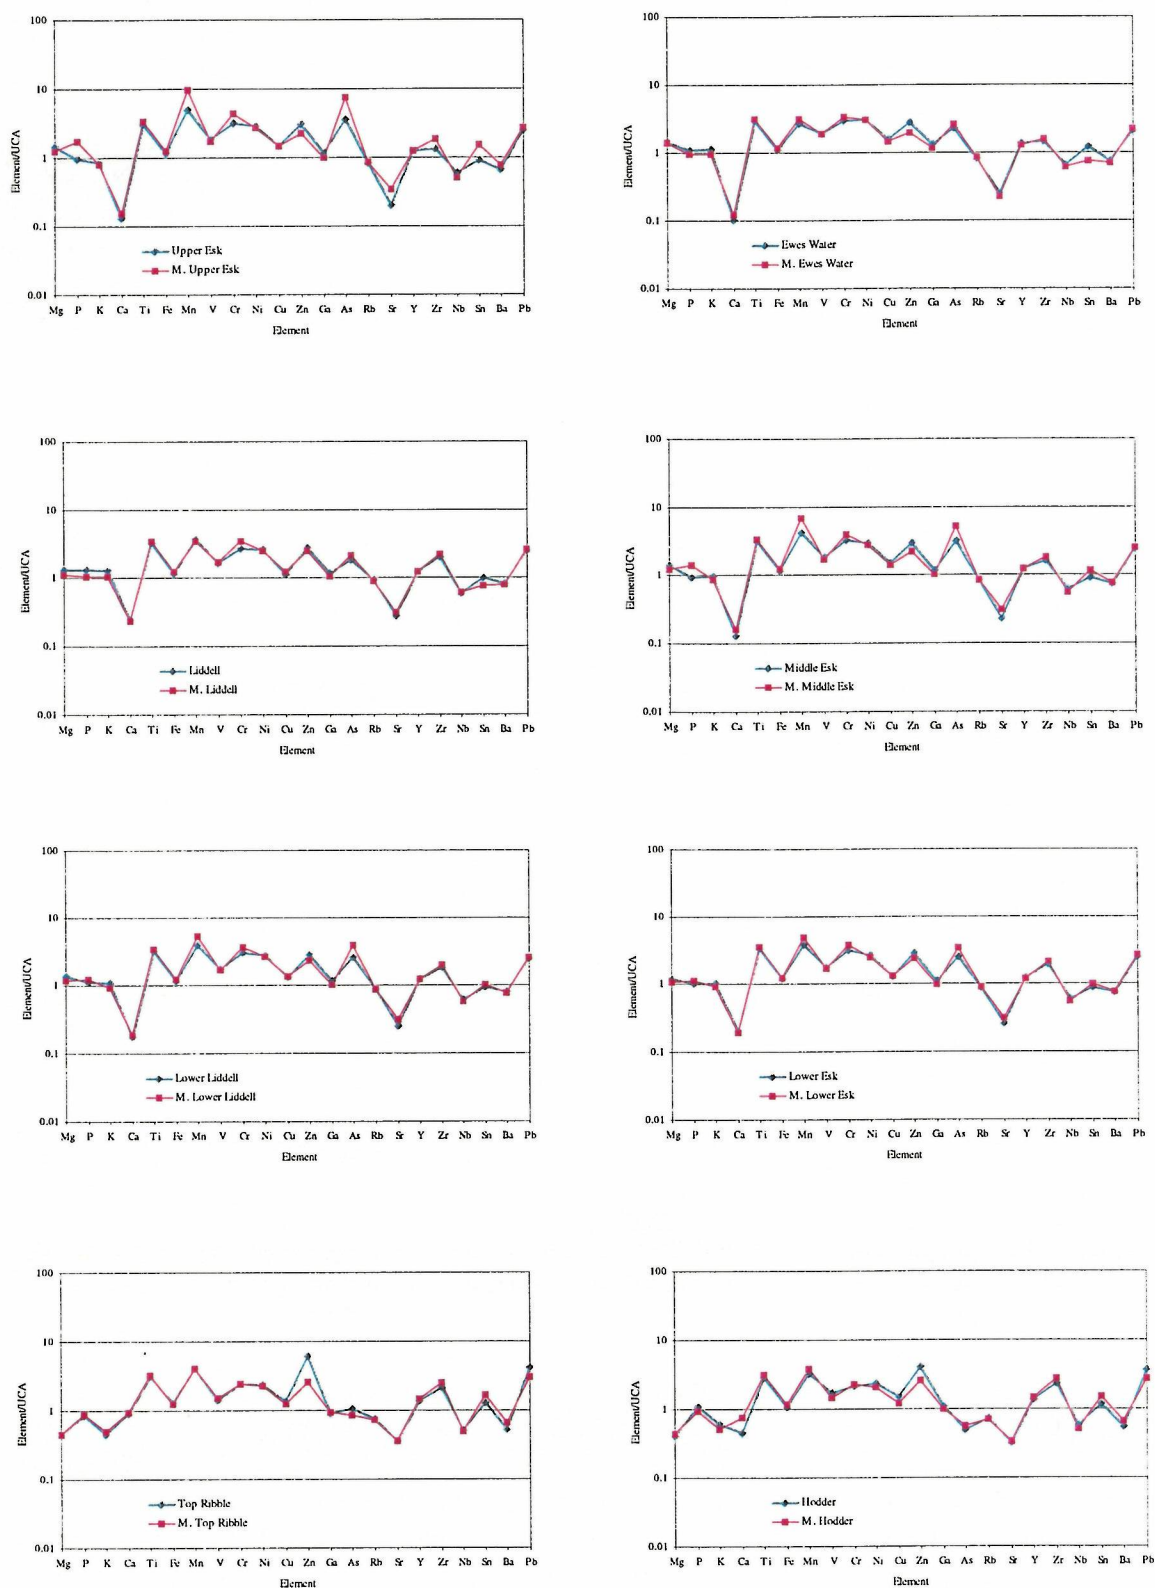 100
10
Element/UCA
1
0.1
Upper Esk
M. Upper Esk
0.01
Mg P K Ca Ti Fe Mn V Cr Ni Cu Zn Ga As Rb Sr Y Zr Nb Sn Ba Pb
Element
100
10
Element/UCA
1
0.1
Ewes Water
M. Ewes Water
0.01
Mg P K Ca Ti Fe Mn V Cr Ni Cu Zn Ga As Rb Sr Y Zr Nb Sn Ba Pb
Element
100
10
Element/UCA
1
0.1
Liddell
M. Liddell
0.01
Mg P K Ca Ti Fe Mn V Cr Ni Cu Zn Ga As Rb Sr Y Zr Nb Sn Ba Pb
Element
100
10
Element/UCA
1
0.1
Middle Esk
M. Middle Esk
0.01
Mg P K Ca Ti Fe Mn V Cr Ni Cu Zn Ga As Rb Sr Y Zr Nb Sn Ba Pb
Element
100
10
Element/UCA
1
0.1
Lower Liddell
M. Lower Liddell
0.01
Mg P K Ca Ti Fe Mn V Cr Ni Cu Zn Ga As Rb Sr Y Zr Nb Sn Ba Pb
Element
100
10
Element/UCA
1
0.1
Lower Esk
M. Lower Esk
0.01
Mg P K Ca Ti Fe Mn V Cr Ni Cu Zn Ga As Rb Sr Y Zr Nb Sn Ba Pb
Element
100
10
Element/UCA
1
0.1
Top Ribble
M. Top Ribble
0.01
Mg P K Ca Ti Fe Mn V Cr Ni Cu Zn Ga As Rb Sr Y Zr Nb Sn Ba Pb
Element
100
10
Element/UCA
1
0.1
Hodder
M. Hodder
0.01
Mg P K Ca Ti Fe Mn V Cr Ni Cu Zn Ga As Rb Sr Y Zr Nb Sn Ba Pb
Element